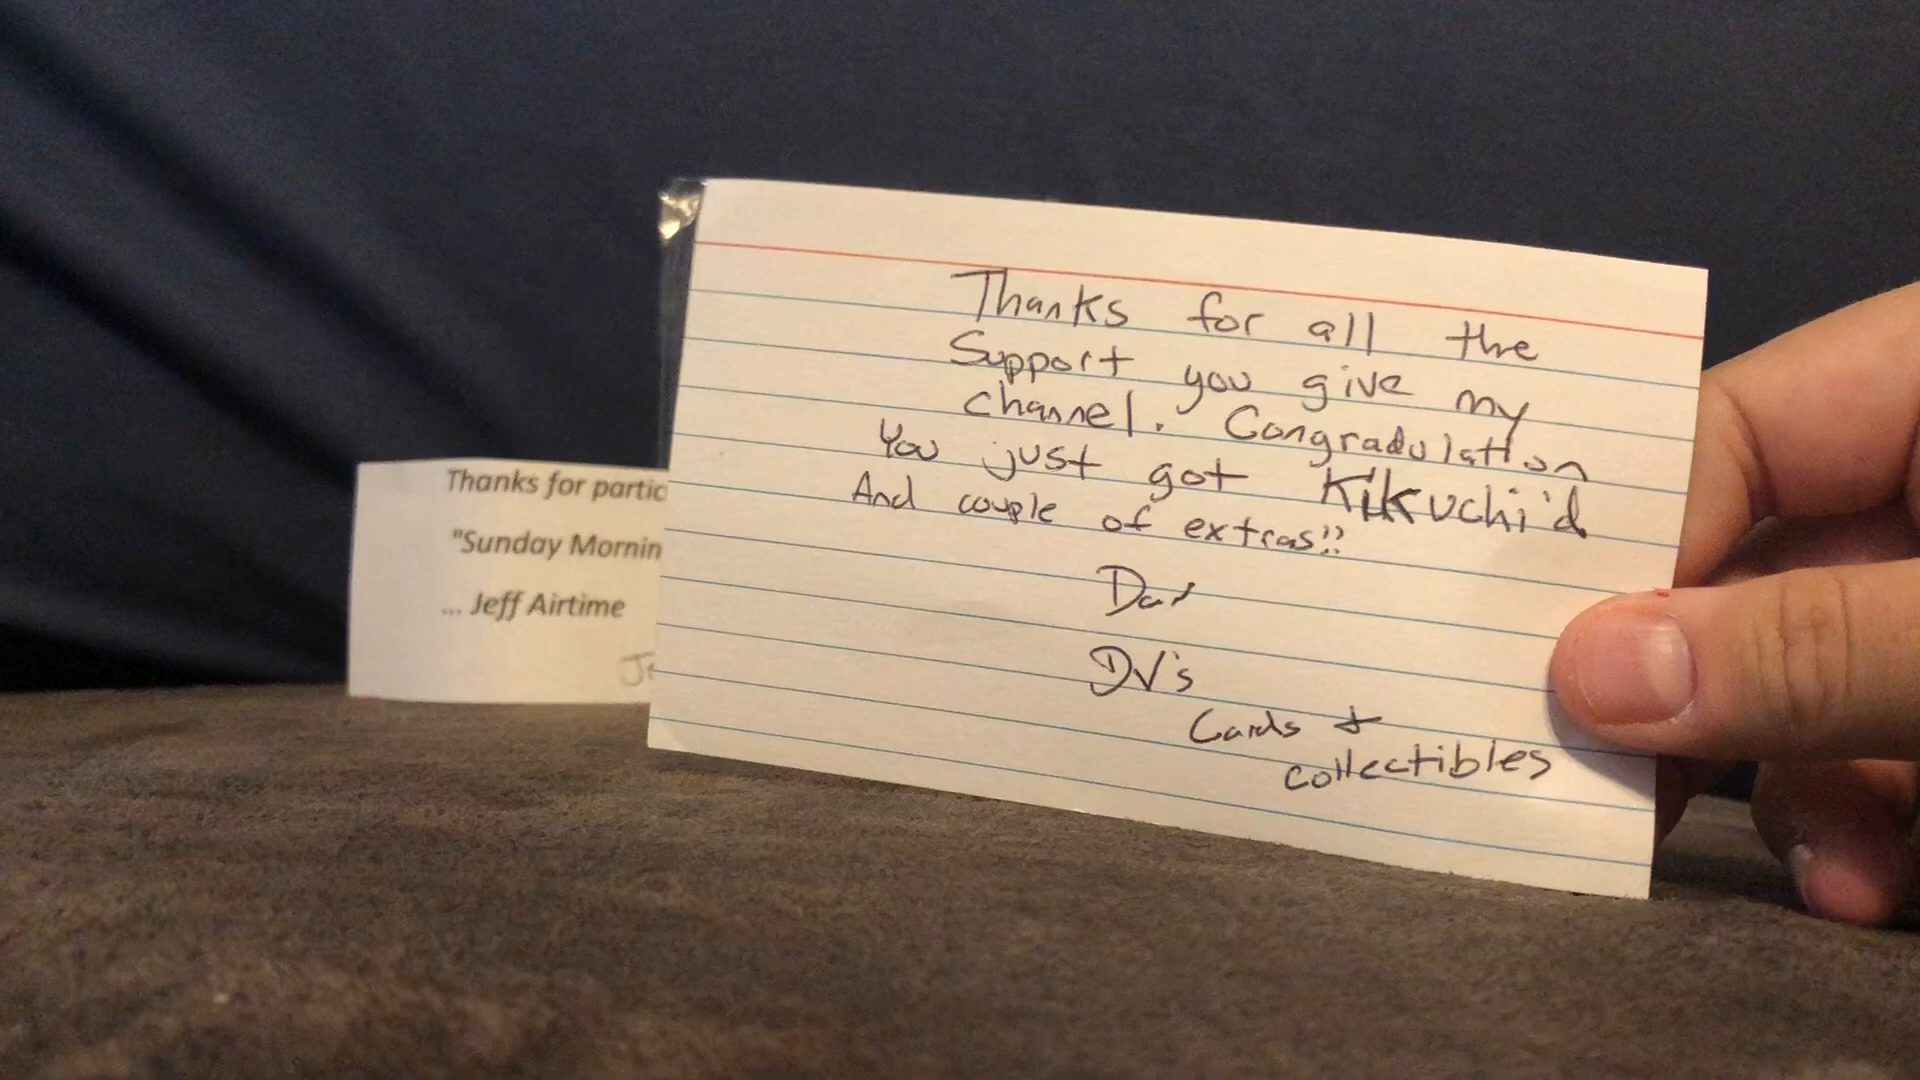 Thanks for all the
Support you give my
channel. Congradulation
You just got Kikuchi'd
And couple of extras!!
DV's
Cards +
collectibles
Thanks for partic
"Sunday Mornin
... Jeff Airtime